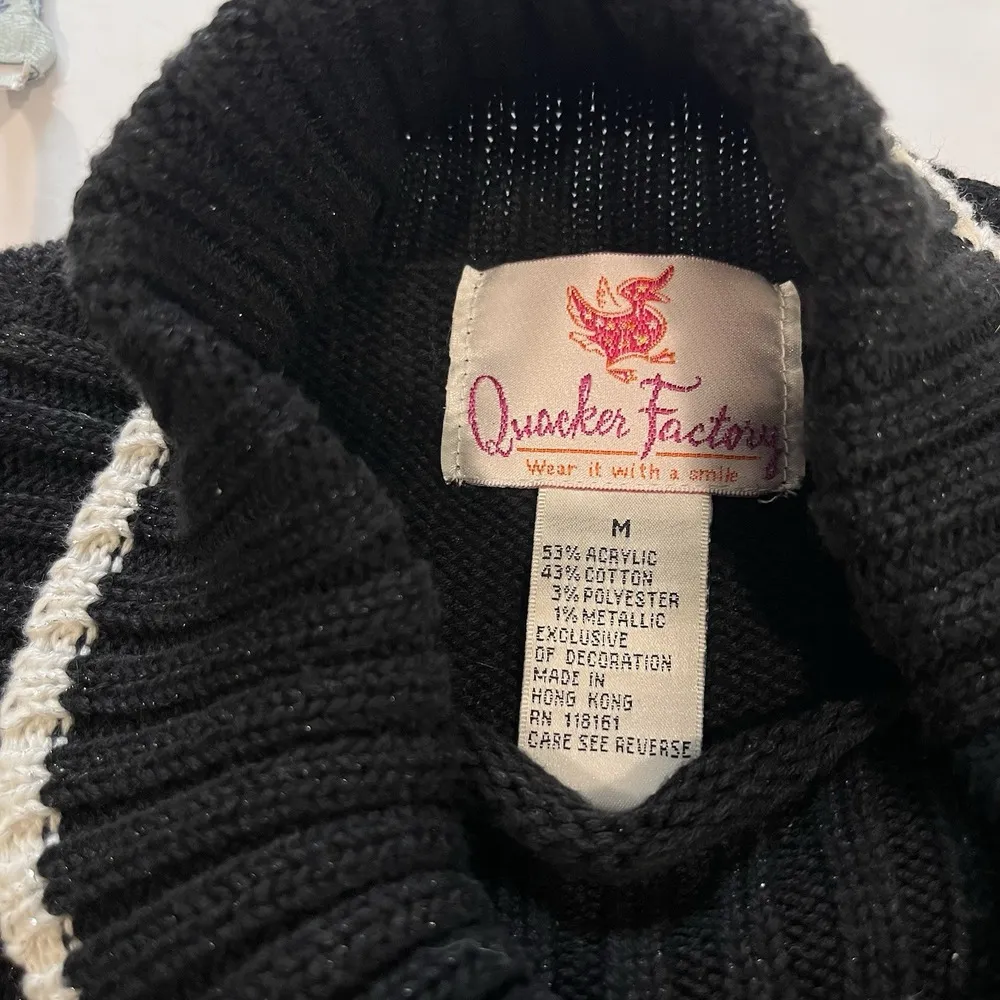 Quacker Factory
Wear it with a smile
M
53% ACRYLIC
43% COTTON
3% POLYESTER
1% METALLIC
EXCLUSIVE
OF DECORATION
MADE IN
HONG KONG
RN 118161
CARE SEE REVERSE